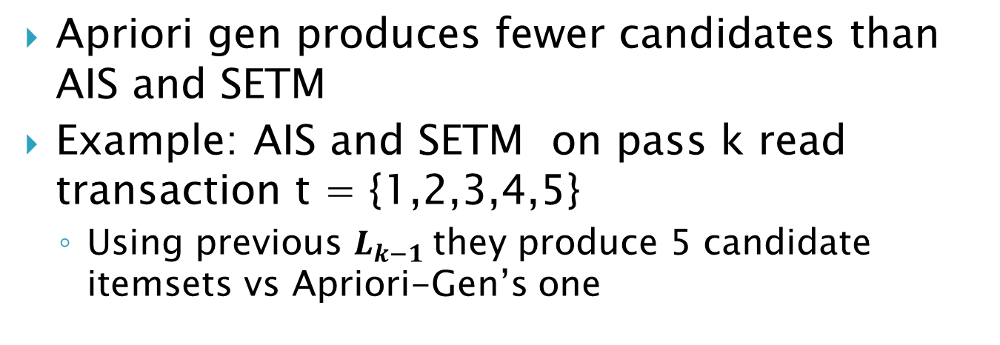 Apriori gen produces fewer candidates than
AIS and SETM
Example: AIS and SETM on pass k read
transaction t = {1,2,3,4,5}
Using previous L_{k−1} they produce 5 candidate
itemsets vs Apriori-Gen’s one